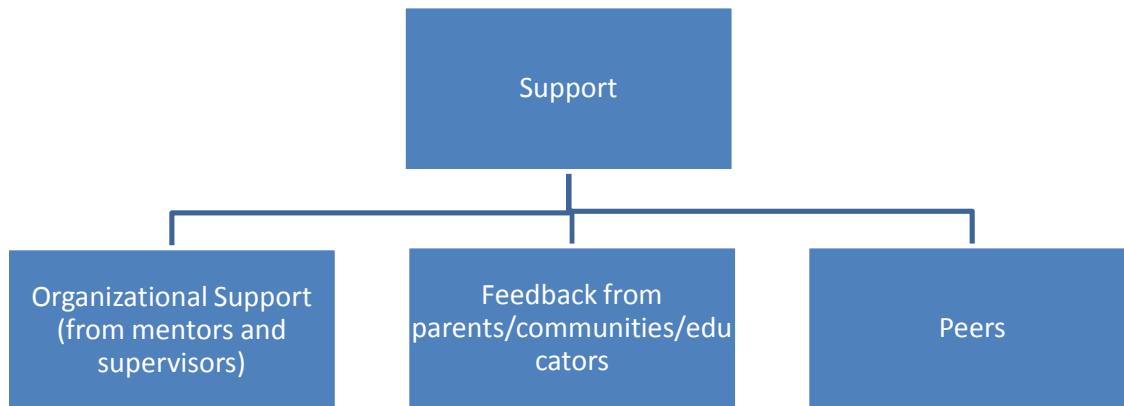 Support
Organizational Support
(from mentors and
supervisors)
Feedback from
parents/communities/edu
cators
Peers